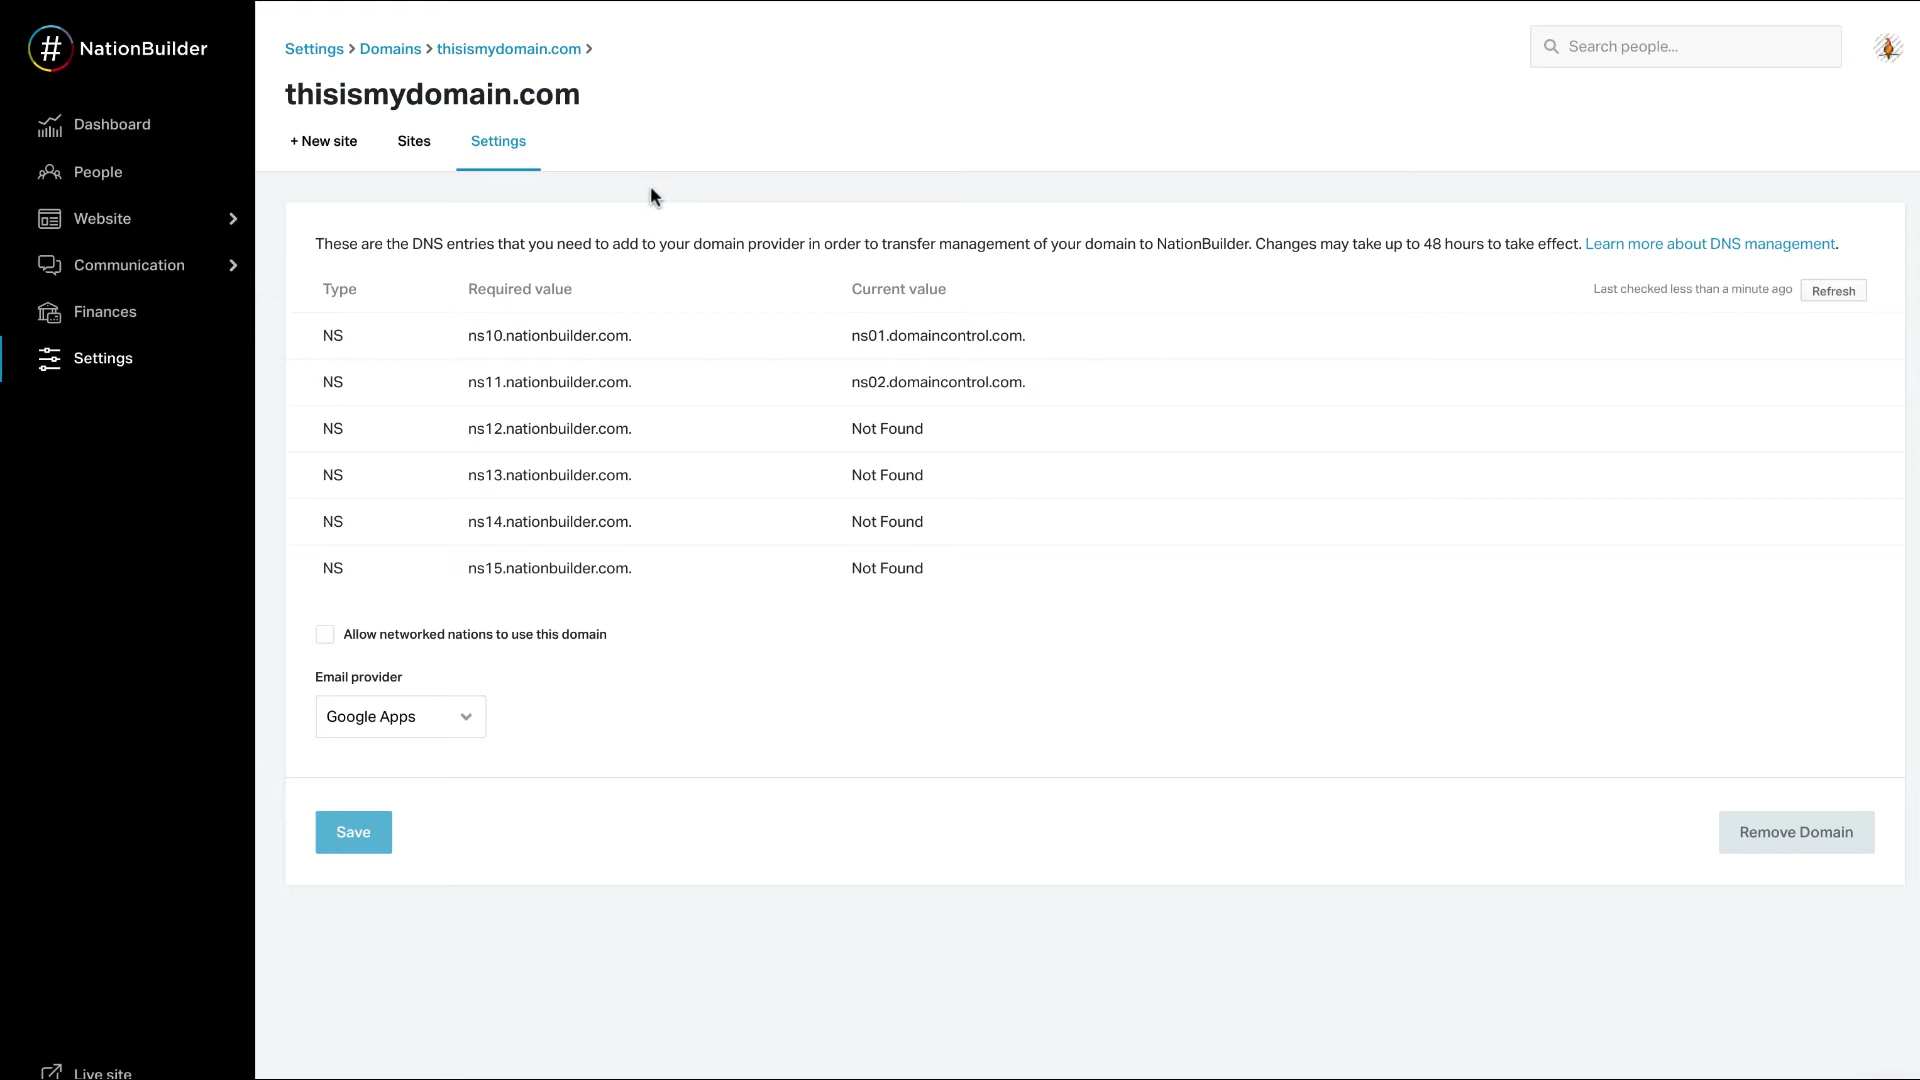 # NationBuilder
Dashboard
People
Website
Communication
Finances
Settings
Live site
Settings > Domains > thisismydomain.com >
Search people...
thisismydomain.com
+ New site Sites Settings
These are the DNS entries that you need to add to your domain provider in order to transfer management of your domain to NationBuilder. Changes may take up to 48 hours to take effect. Learn more about DNS management.
Type Required value Current value Last checked less than a minute ago Refresh
NS ns10.nationbuilder.com. ns01.domaincontrol.com.
NS ns11.nationbuilder.com. ns02.domaincontrol.com.
NS ns12.nationbuilder.com. Not Found
NS ns13.nationbuilder.com. Not Found
NS ns14.nationbuilder.com. Not Found
NS ns15.nationbuilder.com. Not Found
Allow networked nations to use this domain
Email provider
Google Apps
Save Remove Domain